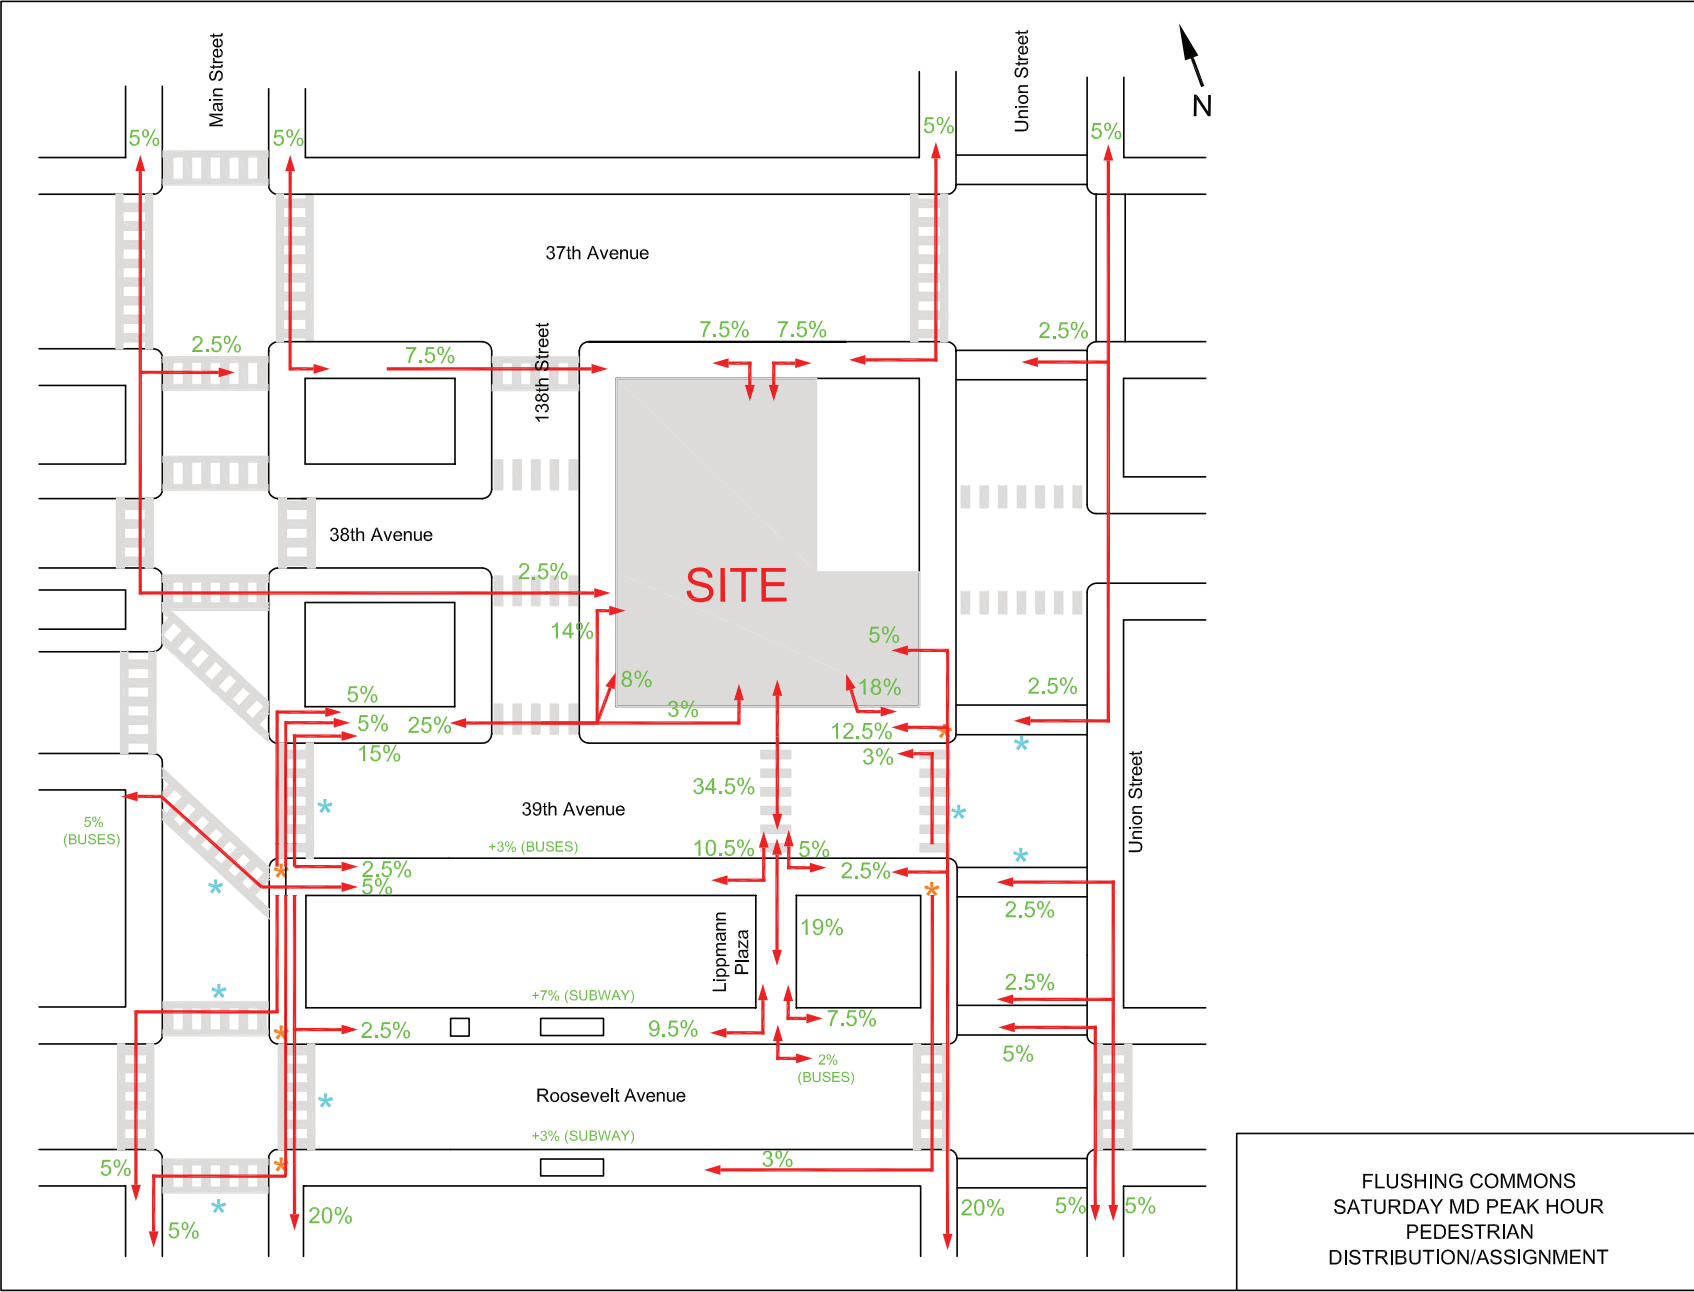 Main Street
Union Street
N
5%
5%
5%
5%
37th Avenue
138th Street
7.5%
7.5%
2.5%
2.5%
7.5%
38th Avenue
2.5%
SITE
14%
5%
8%
18%
5%
2.5%
3%
5%
25%
12.5%
15%
3%
34.5%
39th Avenue
Union Street
5%
(BUSES)
+3% (BUSES)
10.5%
5%
2.5%
2.5%
5%
2.5%
Lippmann
Plaza
19%
+7% (SUBWAY)
2.5%
2.5%
9.5%
7.5%
5%
2%
(BUSES)
Roosevelt Avenue
+3% (SUBWAY)
5%
3%
5%
20%
20%
5%
5%
FLUSHING COMMONS
SATURDAY MD PEAK HOUR
PEDESTRIAN
DISTRIBUTION/ASSIGNMENT